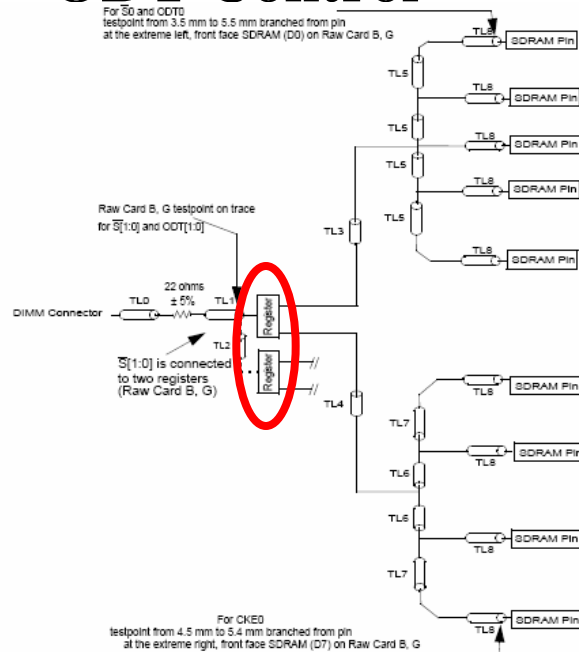 For S̅0 and ODT0
testpoint from 3.5 mm to 5.5 mm branched from pin
at the extreme left, front face SDRAM (D0) on Raw Card B, G
TL8
SDRAM Pin
TL5
TL8
SDRAM Pin
TL5
TL8
SDRAM Pin
TL5
TL8
SDRAM Pin
TL5
TL8
SDRAM Pin
Raw Card B, G testpoint on trace
for S̅[1:0] and ODT[1:0]
TL3
22 ohms
± 5%
DIMM Connector
TL0
TL1
Register
TL2
Register
S̅[1:0] is connected
to two registers
(Raw Card B, G)
TL4
TL8
SDRAM Pin
TL7
TL8
SDRAM Pin
TL6
TL6
TL8
SDRAM Pin
TL7
TL8
SDRAM Pin
For CKE0
testpoint from 4.5 mm to 5.4 mm branched from pin
at the extreme right, front face SDRAM (D7) on Raw Card B, G